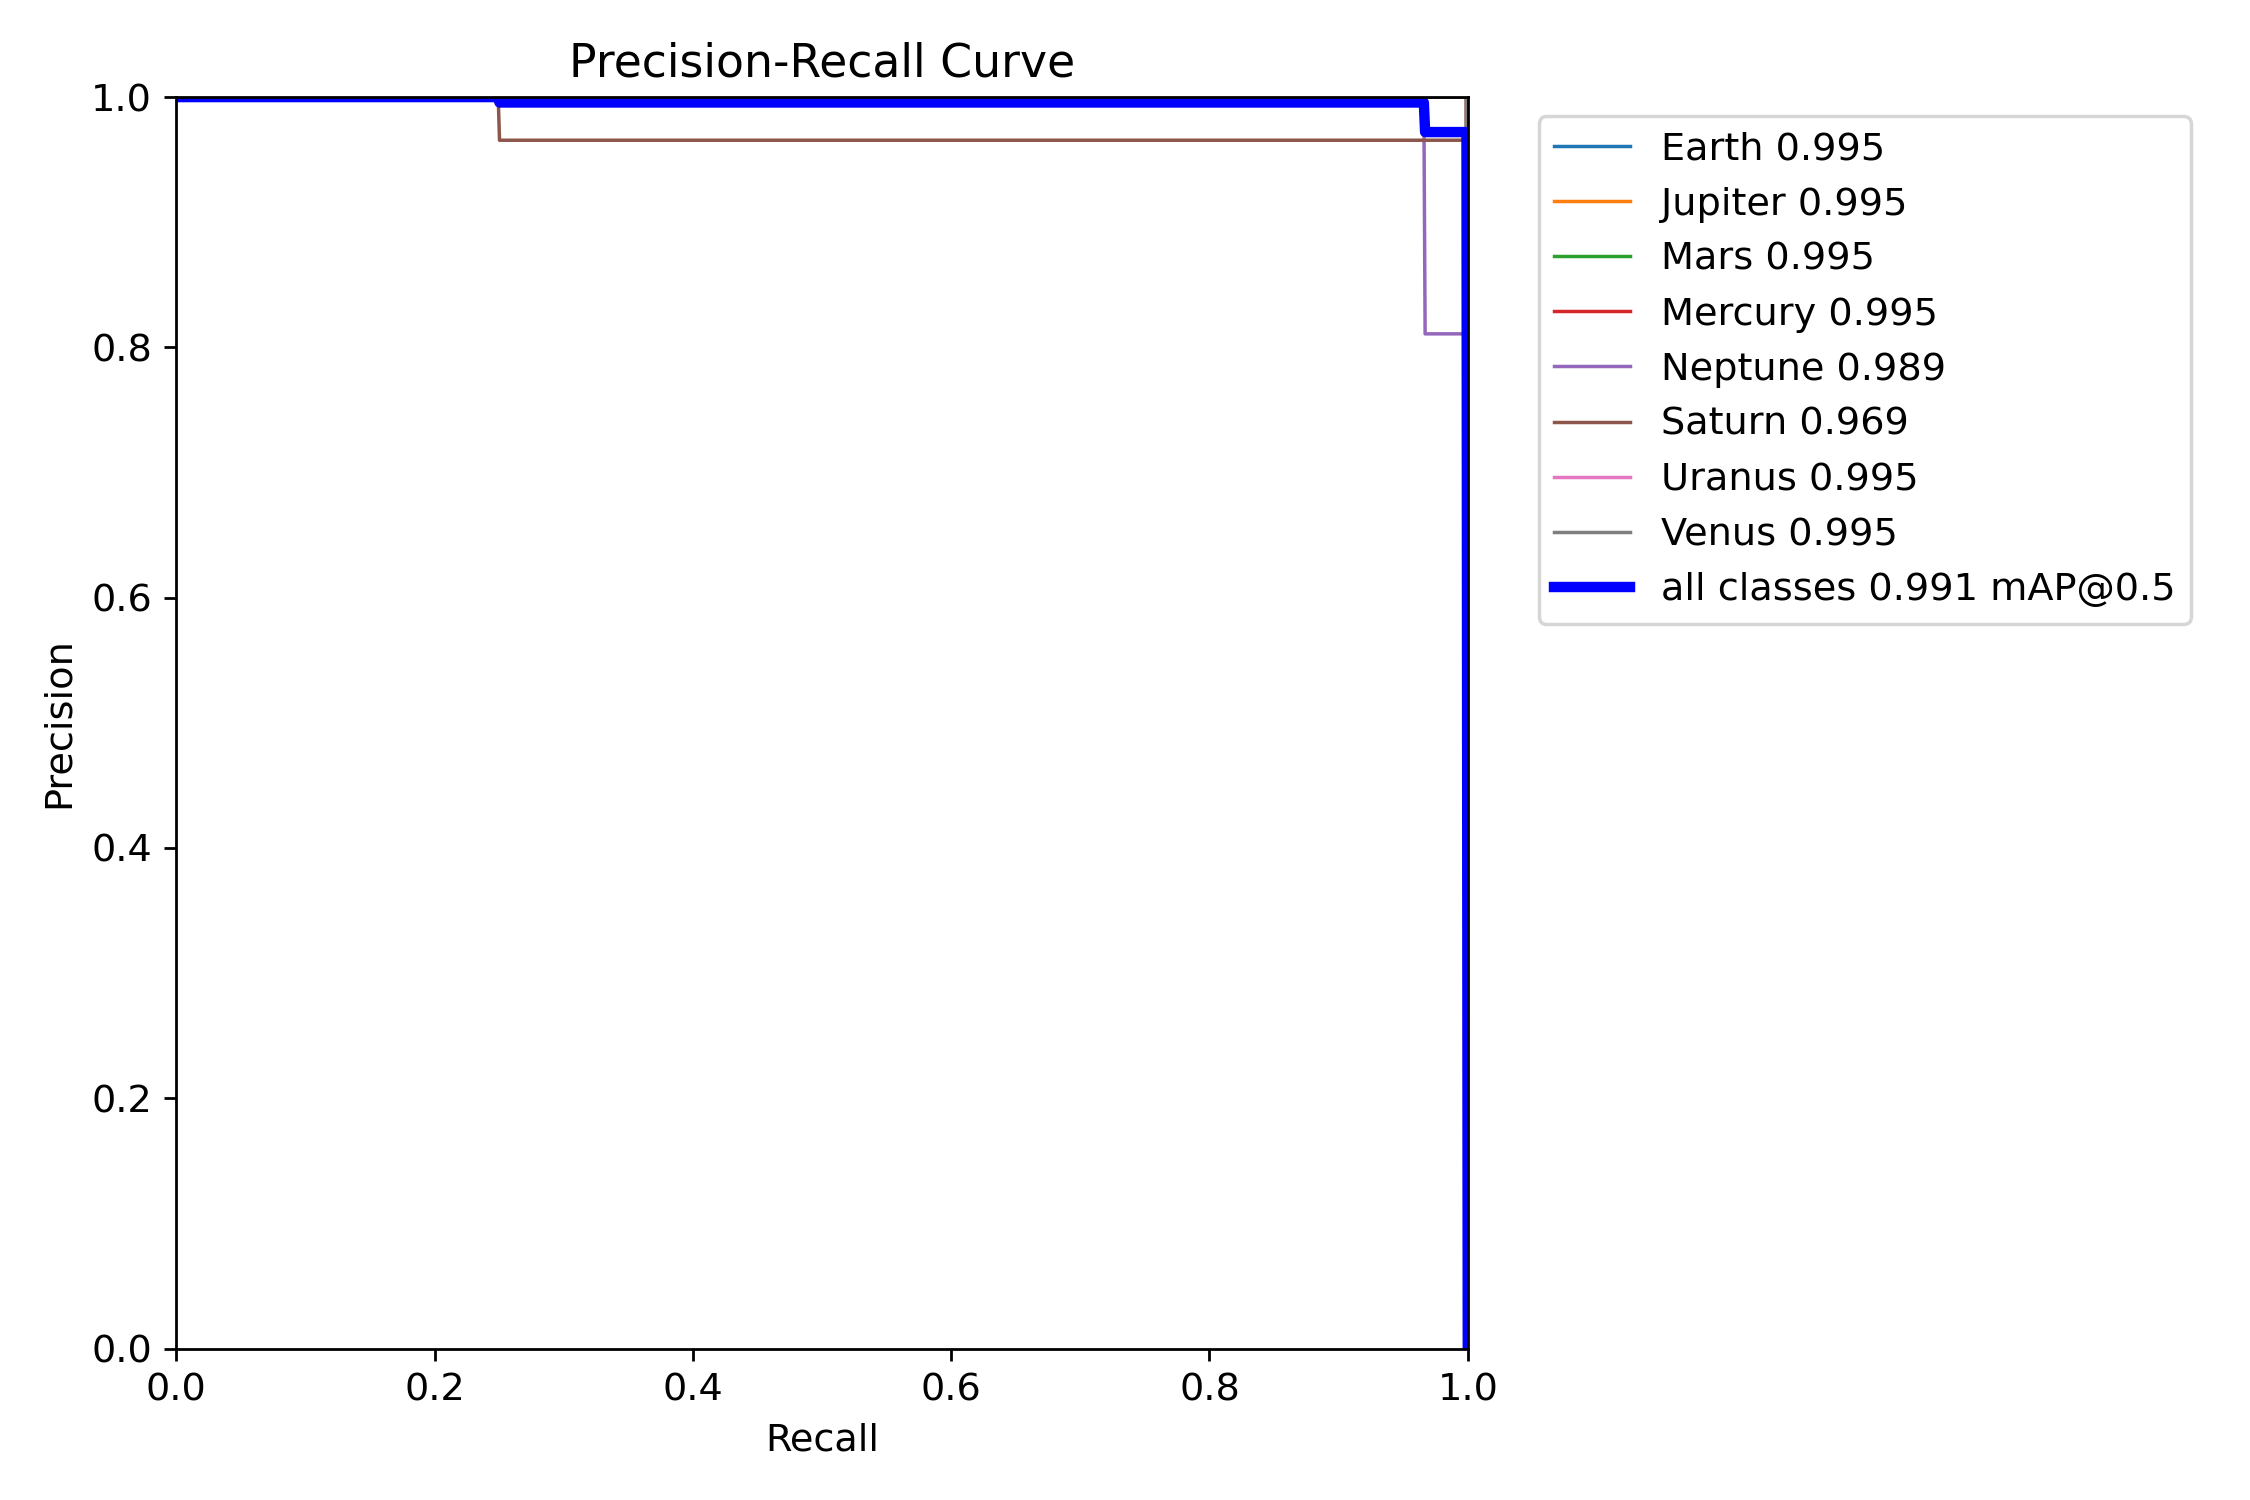 Precision-Recall Curve
1.0
0.8
0.6
0.4
0.2
0.0
Precision
0.0 0.2 0.4 0.6 0.8 1.0
Recall
Earth 0.995
Jupiter 0.995
Mars 0.995
Mercury 0.995
Neptune 0.989
Saturn 0.969
Uranus 0.995
Venus 0.995
all classes 0.991 mAP@0.5